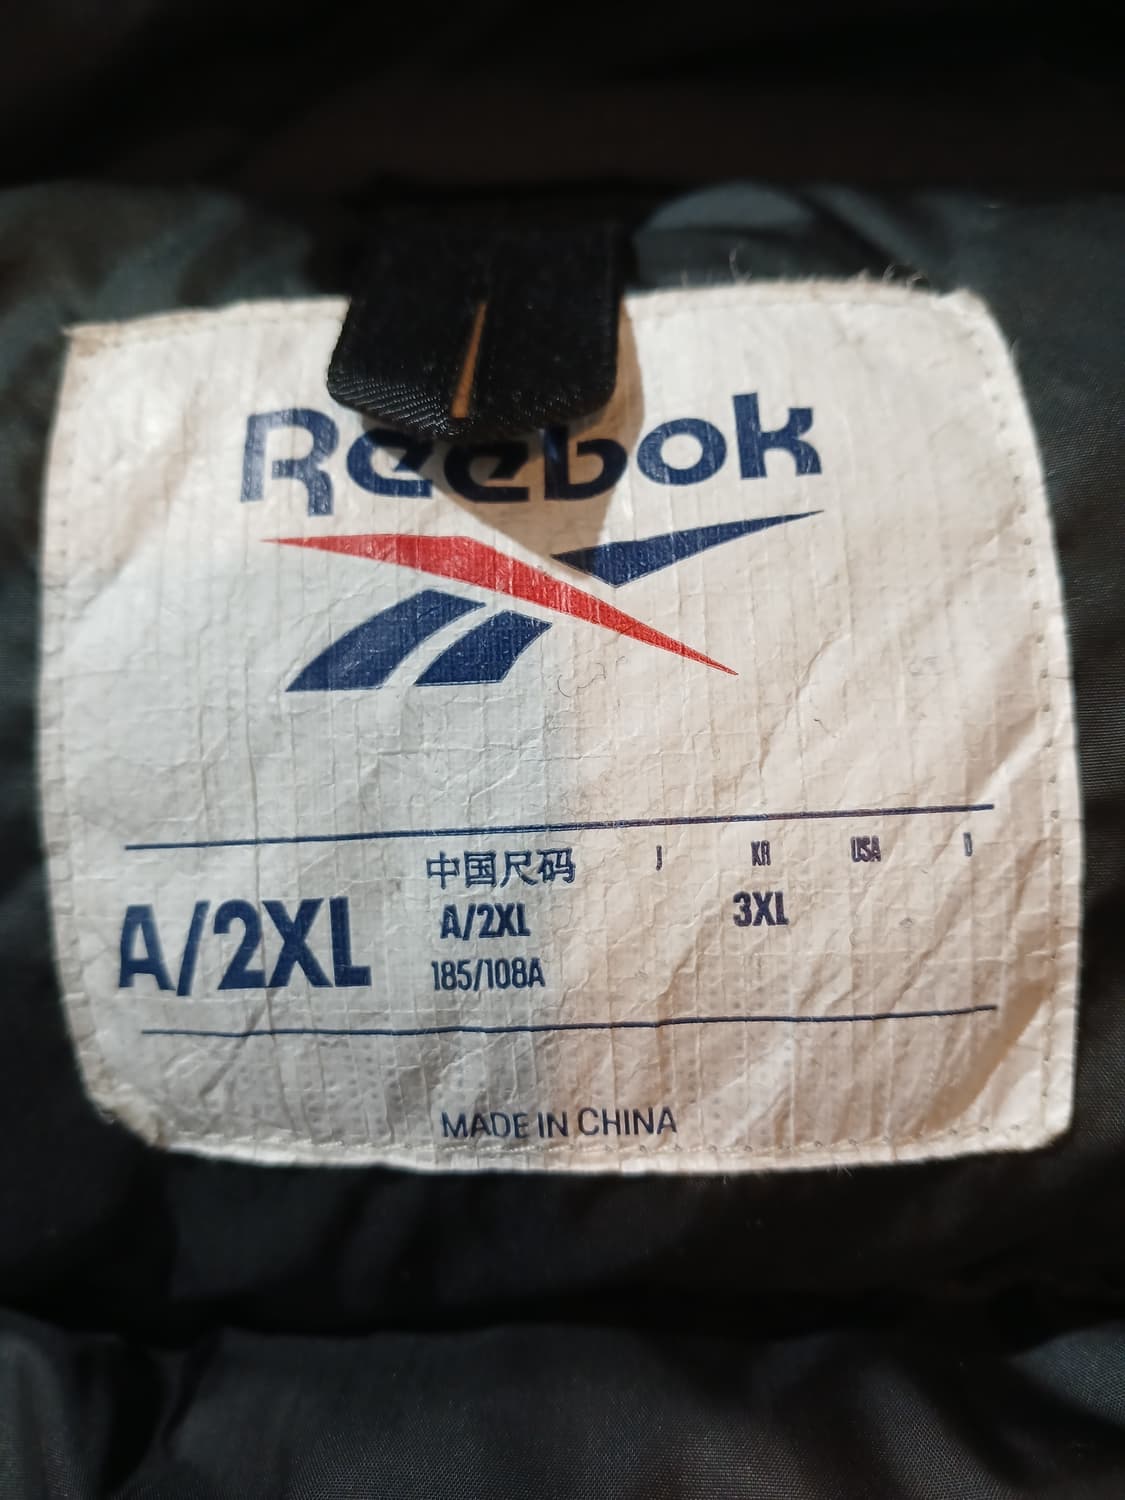 Reebok
中国尺码 J KR USA D
A/2XL A/2XL 3XL
185/108A
MADE IN CHINA